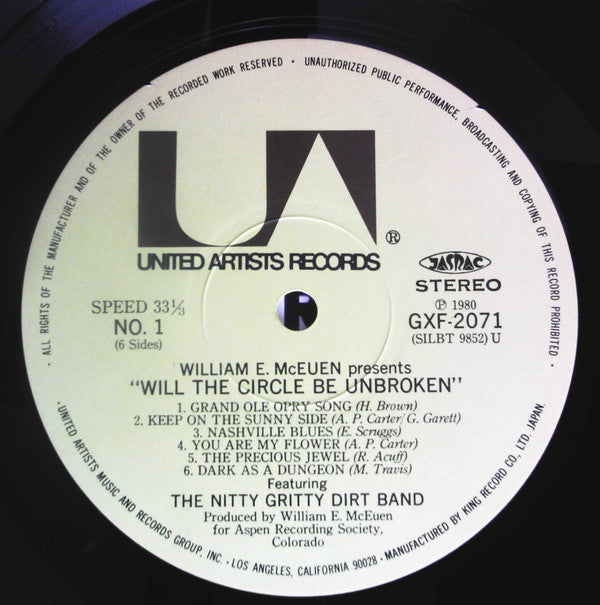 ALL RIGHTS OF THE MANUFACTURER AND OF THE OWNER OF THE RECORDED WORK RESERVED · UNAUTHORIZED PUBLIC PERFORMANCE, BROADCASTING AND COPYING OF THIS RECORD PROHIBITED ·
UA ®
UNITED ARTISTS RECORDS
JASRAC
STEREO
SPEED 33 1/3
℗ 1980
NO. 1
GXF-2071
(6 Sides)
(SILBT 9852) U
WILLIAM E. McEUEN presents
"WILL THE CIRCLE BE UNBROKEN"
1. GRAND OLE OPRY SONG (H. Brown)
2. KEEP ON THE SUNNY SIDE (A. P. Carter/G. Garett)
3. NASHVILLE BLUES (E. Scruggs)
4. YOU ARE MY FLOWER (A. P. Carter)
5. THE PRECIOUS JEWEL (R. Acuff)
6. DARK AS A DUNGEON (M. Travis)
Featuring
THE NITTY GRITTY DIRT BAND
Produced by William E. McEuen
for Aspen Recording Society,
Colorado
· UNITED ARTISTS MUSIC AND RECORDS GROUP, INC. · LOS ANGELES, CALIFORNIA 90028 · MANUFACTURED BY KING RECORD CO., LTD. JAPAN.